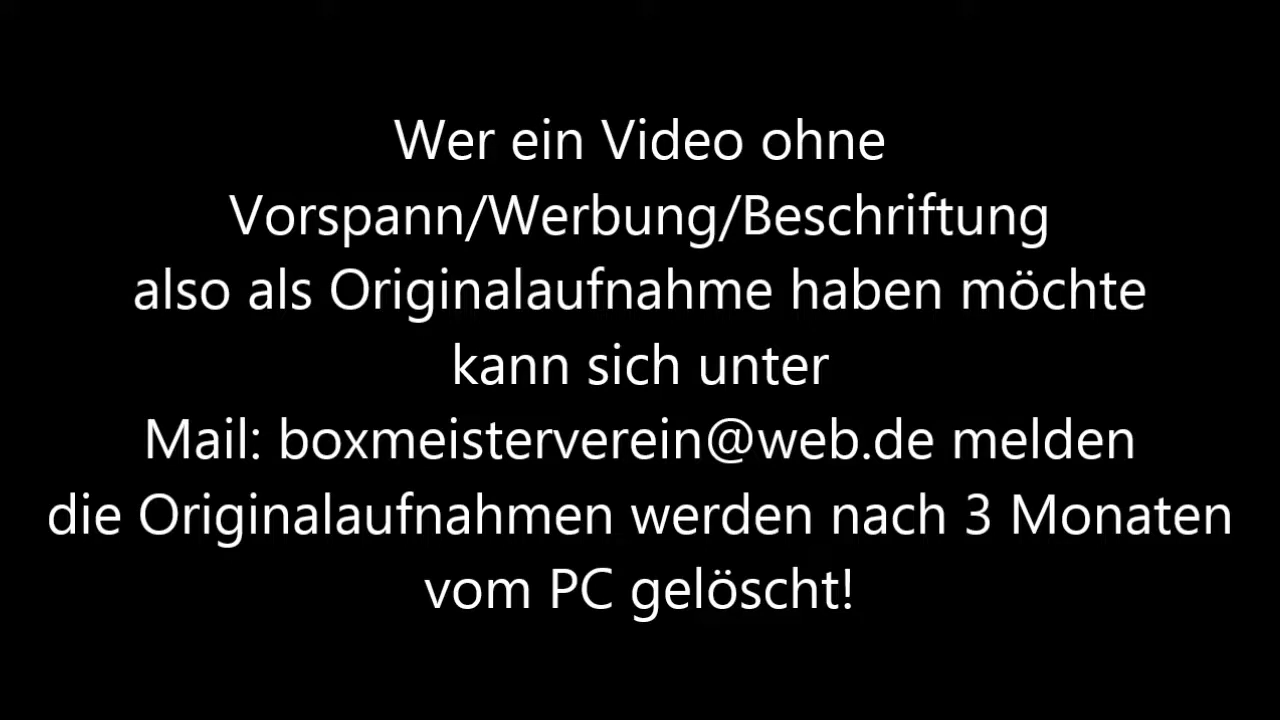 Wer ein Video ohne
Vorspann/Werbung/Beschriftung
also als Originalaufnahme haben möchte
kann sich unter
Mail: boxmeisterverein@web.de melden
die Originalaufnahmen werden nach 3 Monaten
vom PC gelöscht!